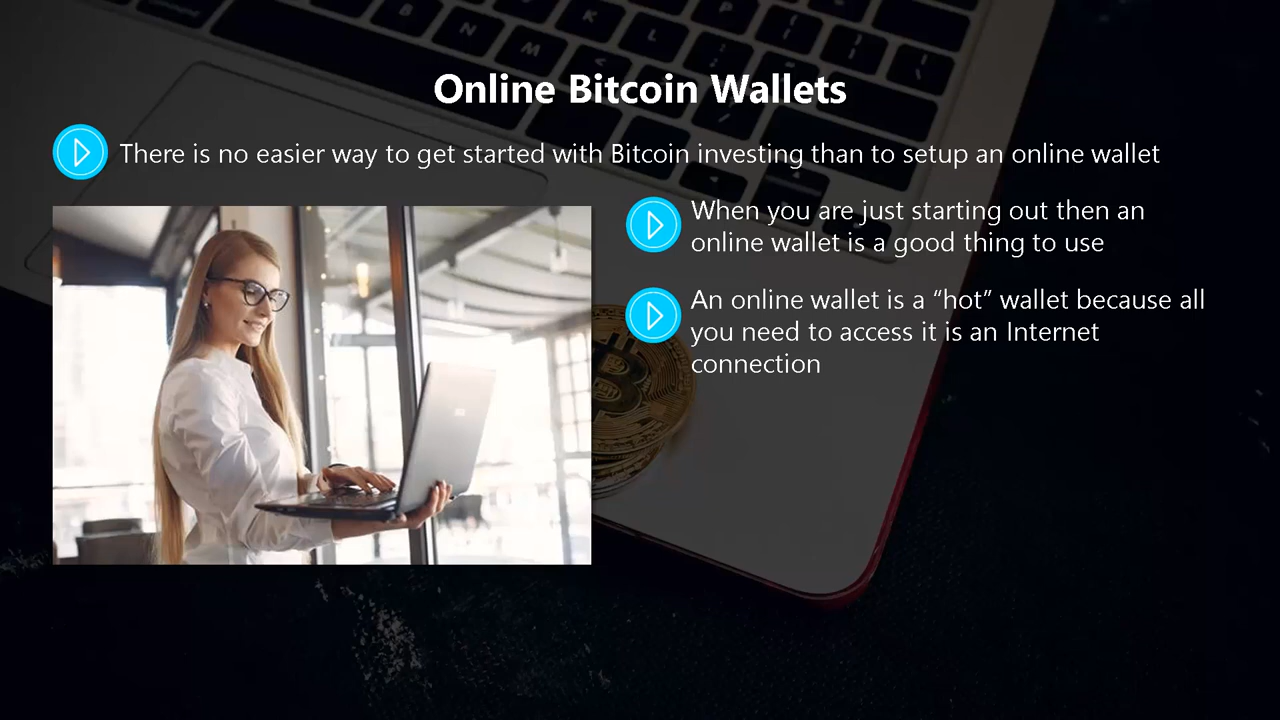 Online Bitcoin Wallets
There is no easier way to get started with Bitcoin investing than to setup an online wallet
When you are just starting out then an
online wallet is a good thing to use
An online wallet is a “hot” wallet because all
you need to access it is an Internet
connection